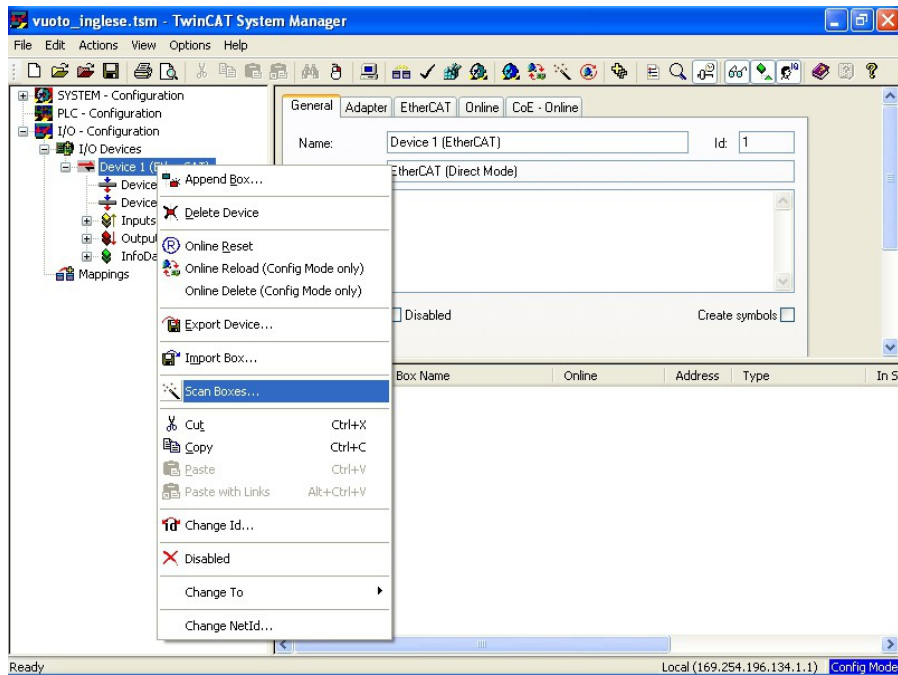 vuoto_inglese.tsm - TwinCAT System Manager
File Edit Actions View Options Help
SYSTEM - Configuration
PLC - Configuration
I/O - Configuration
I/O Devices
Device 1 (EtherCAT)
Device
Device
Inputs
Outpu
InfoDa
Mappings
Append Box...
Delete Device
Online Reset
Online Reload (Config Mode only)
Online Delete (Config Mode only)
Export Device...
Import Box...
Scan Boxes...
Cut Ctrl+X
Copy Ctrl+C
Paste Ctrl+V
Paste with Links Alt+Ctrl+V
Change Id...
Disabled
Change To
Change NetId...
General Adapter EtherCAT Online CoE - Online
Name: Device 1 (EtherCAT) Id: 1
EtherCAT (Direct Mode)
Disabled Create symbols
Box Name Online Address Type In S
Ready Local (169.254.196.134.1.1) Config Mode